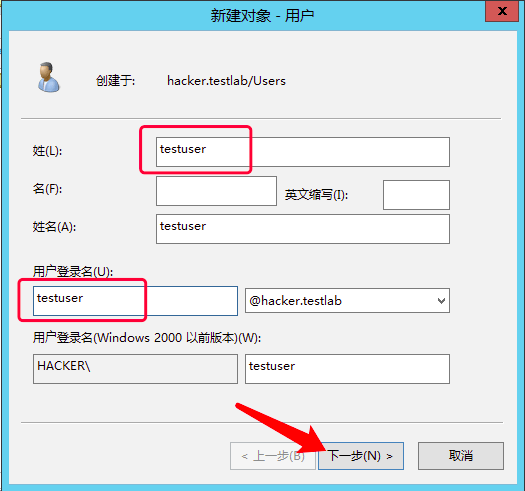 新建对象 - 用户
x
创建于: hacker.testlab/Users
姓(L): testuser
名(F): 英文缩写(I):
姓名(A): testuser
用户登录名(U):
testuser @hacker.testlab
用户登录名(Windows 2000 以前版本)(W):
HACKER\ testuser
< 上一步(B) 下一步(N) > 取消